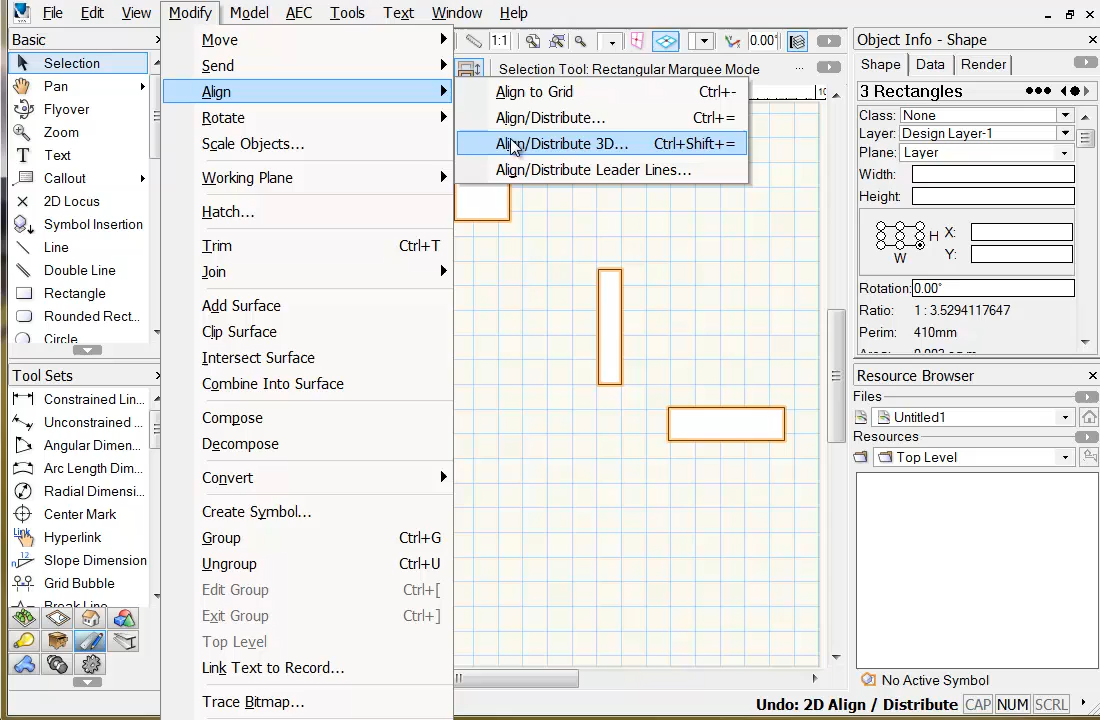 File Edit View Modify Model AEC Tools Text Window Help
Basic
Selection
Pan
Flyover
Zoom
Text
Callout
2D Locus
Symbol Insertion
Line
Double Line
Rectangle
Rounded Rect...
Circle
Tool Sets
Constrained Lin...
Unconstrained ...
Angular Dimen...
Arc Length Dim...
Radial Dimensi...
Center Mark
Link Hyperlink
12 Slope Dimension
Grid Bubble
Break Line
Move
Send
Align
Rotate
Scale Objects...
Working Plane
Hatch...
Trim Ctrl+T
Join
Add Surface
Clip Surface
Intersect Surface
Combine Into Surface
Compose
Decompose
Convert
Create Symbol...
Group Ctrl+G
Ungroup Ctrl+U
Edit Group Ctrl+[
Exit Group Ctrl+]
Top Level
Link Text to Record...
Trace Bitmap...
1:1 0.00°
Selection Tool: Rectangular Marquee Mode ...
Align to Grid Ctrl+-
Align/Distribute... Ctrl+=
Align/Distribute 3D... Ctrl+Shift+=
Align/Distribute Leader Lines...
Object Info - Shape
Shape Data Render
3 Rectangles
Class: None
Layer: Design Layer-1
Plane: Layer
Width:
Height:
H X:
W Y:
Rotation: 0.00°
Ratio: 1 : 3.5294117647
Perim: 410mm
Resource Browser
Files
Untitled1
Resources
Top Level
No Active Symbol
Undo: 2D Align / Distribute CAP NUM SCRL